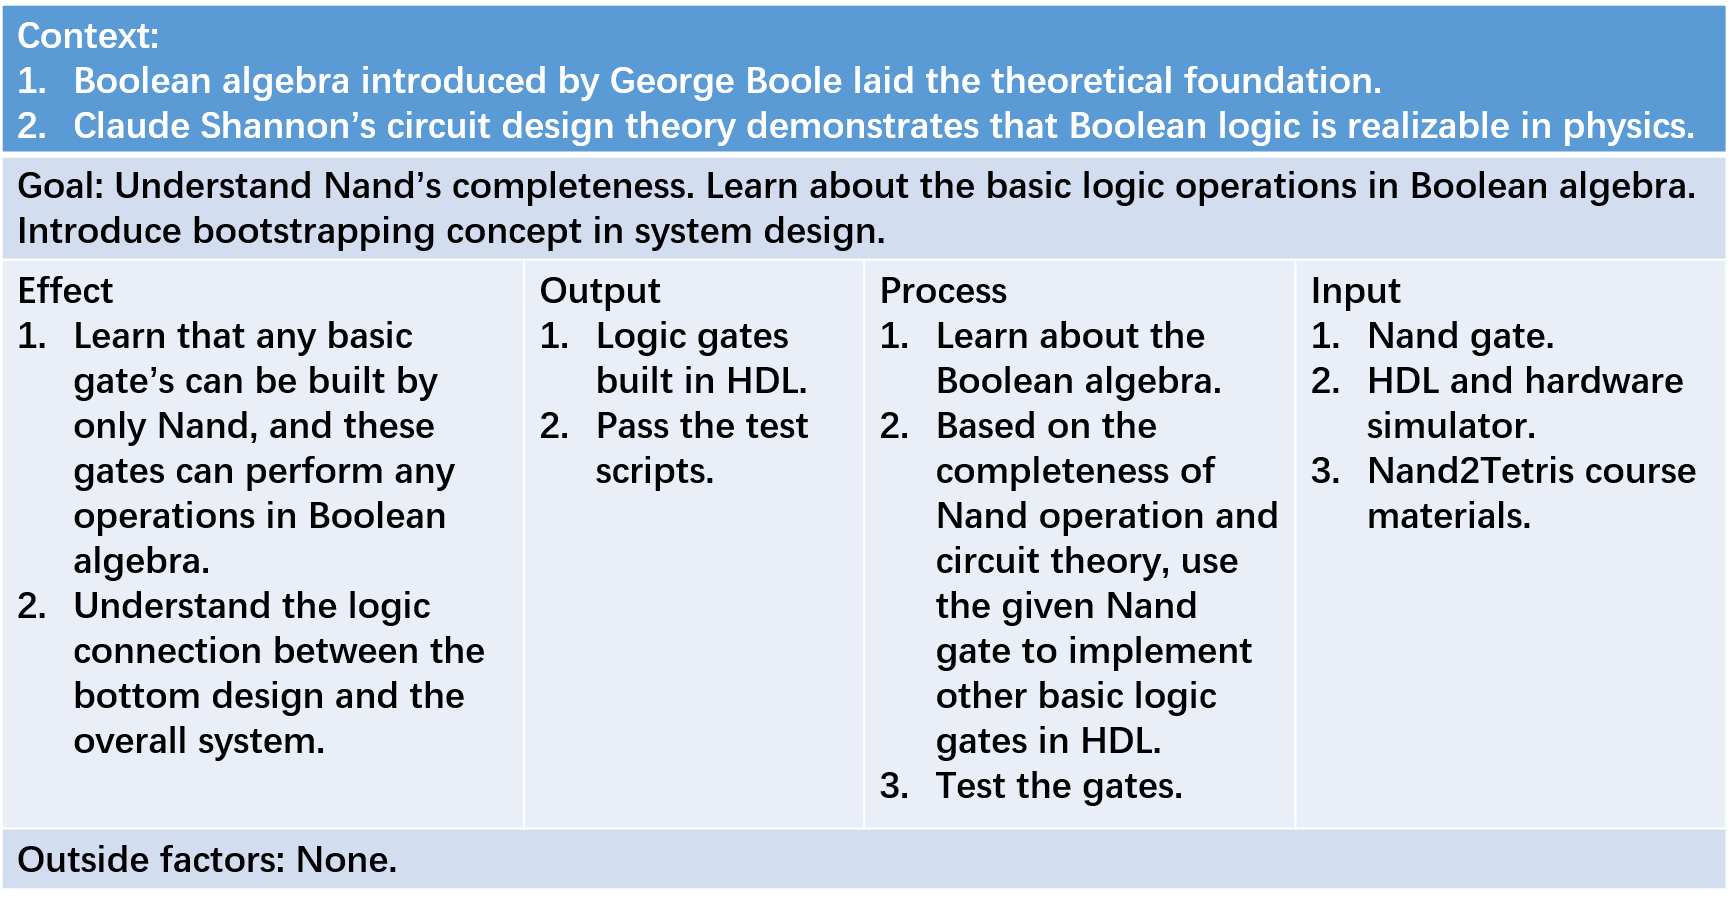 Context:
1. Boolean algebra introduced by George Boole laid the theoretical foundation.
2. Claude Shannon’s circuit design theory demonstrates that Boolean logic is realizable in physics.
Goal: Understand Nand’s completeness. Learn about the basic logic operations in Boolean algebra.
Introduce bootstrapping concept in system design.
Effect
1. Learn that any basic
gate’s can be built by
only Nand, and these
gates can perform any
operations in Boolean
algebra.
2. Understand the logic
connection between the
bottom design and the
overall system.
Output
1. Logic gates
built in HDL.
2. Pass the test
scripts.
Process
1. Learn about the
Boolean algebra.
2. Based on the
completeness of
Nand operation and
circuit theory, use
the given Nand
gate to implement
other basic logic
gates in HDL.
3. Test the gates.
Input
1. Nand gate.
2. HDL and hardware
simulator.
3. Nand2Tetris course
materials.
Outside factors: None.